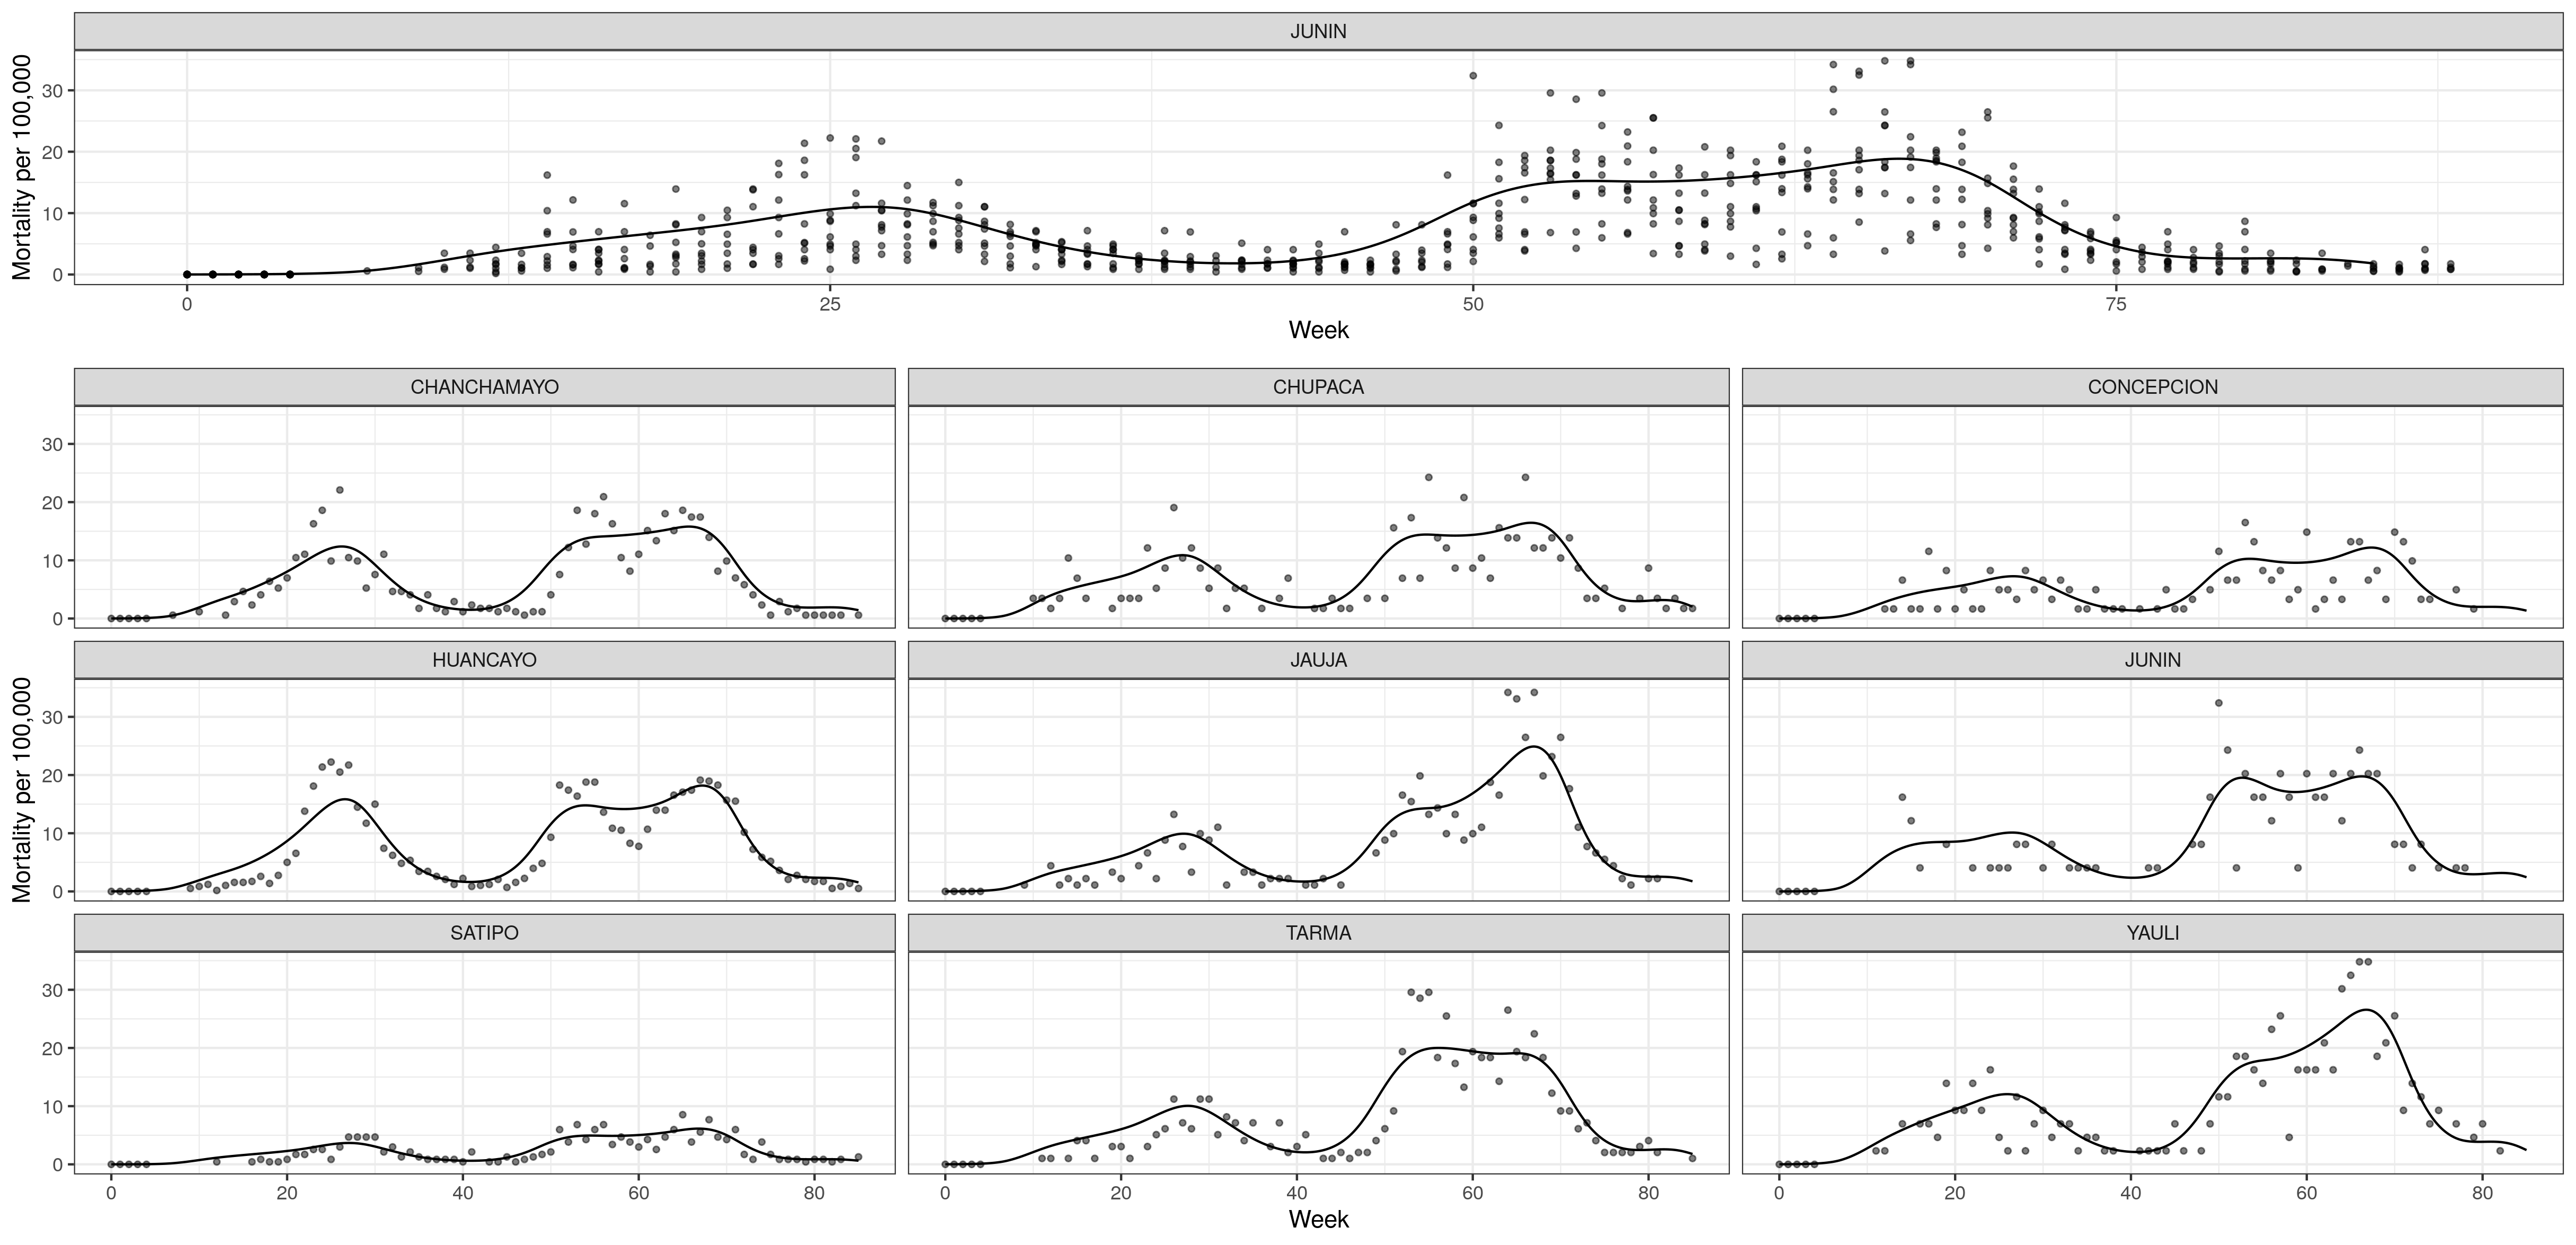 JUNIN
Mortality per 100,000
30
20
10
0
0 25 50 75
Week
CHANCHAMAYO CHUPACA CONCEPCION
30
20
10
0
HUANCAYO JAUJA JUNIN
Mortality per 100,000
30
20
10
0
SATIPO TARMA YAULI
30
20
10
0
0 20 40 60 80 0 20 40 60 80 0 20 40 60 80
Week